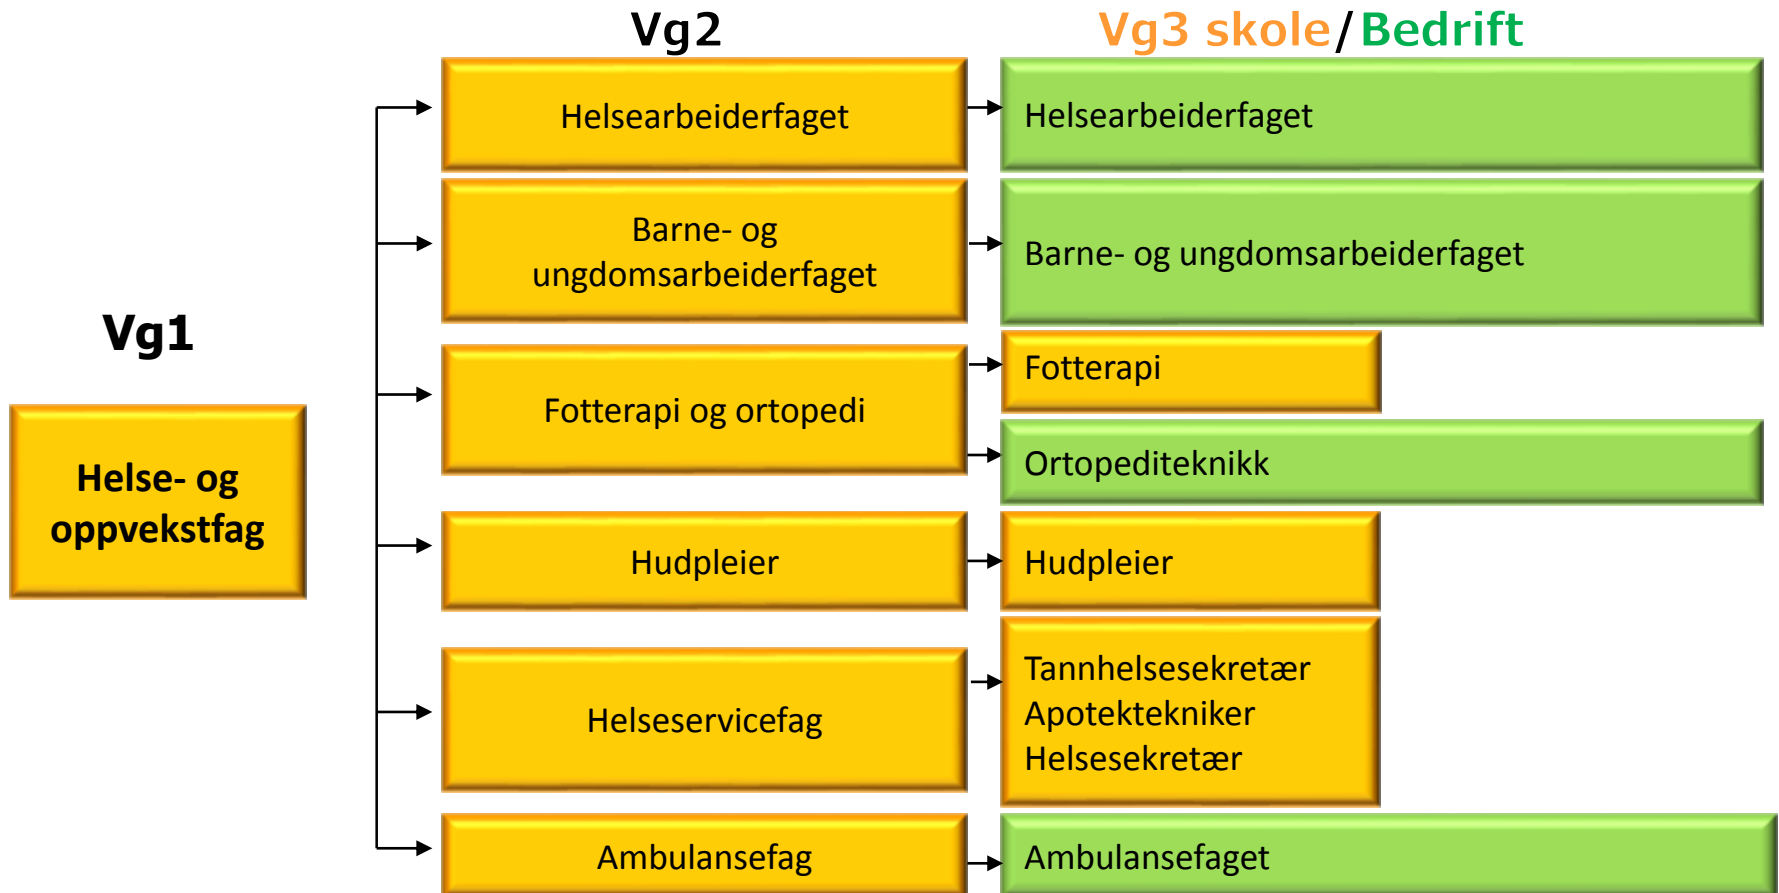 Vg2
Vg3 skole/Bedrift
Helsearbeiderfaget
Helsearbeiderfaget
Barne- og
ungdomsarbeiderfaget
Barne- og ungdomsarbeiderfaget
Vg1
Helse- og
oppvekstfag
Fotterapi og ortopedi
Fotterapi
Ortopediteknikk
Hudpleier
Hudpleier
Helseservicefag
Tannhelsesekretær
Apotektekniker
Helsesekretær
Ambulansefag
Ambulansefaget